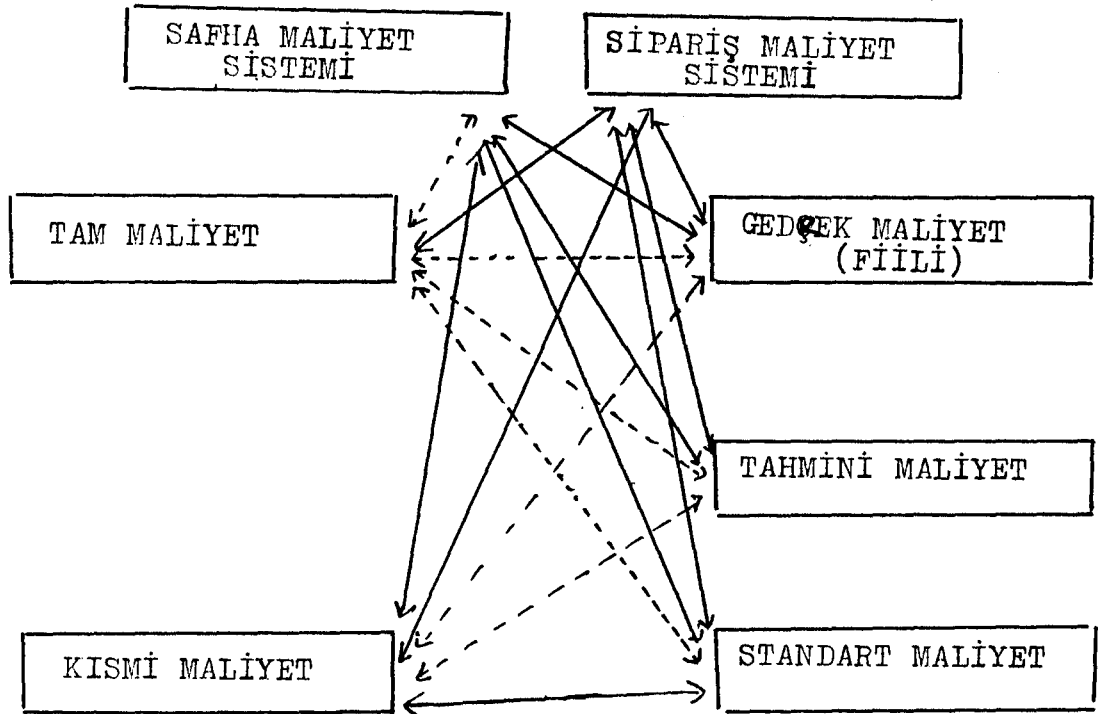 SAFHA MALİYET
SİSTEMİ
SİPARİŞ MALİYET
SİSTEMİ
TAM MALİYET
GEDÇEK MALİYET
(FİİLİ)
TAHMİNİ MALİYET
KISMİ MALİYET
STANDART MALİYET